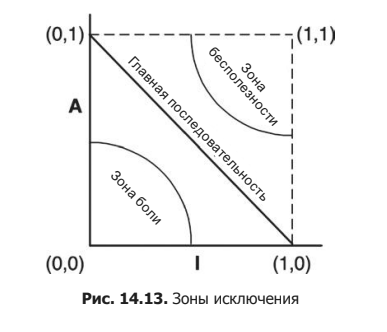 (0,1)
(1,1)
Зона
бесполезности
Главная последовательность
A
Зона боли
(0,0)
I
(1,0)
Рис. 14.13. Зоны исключения